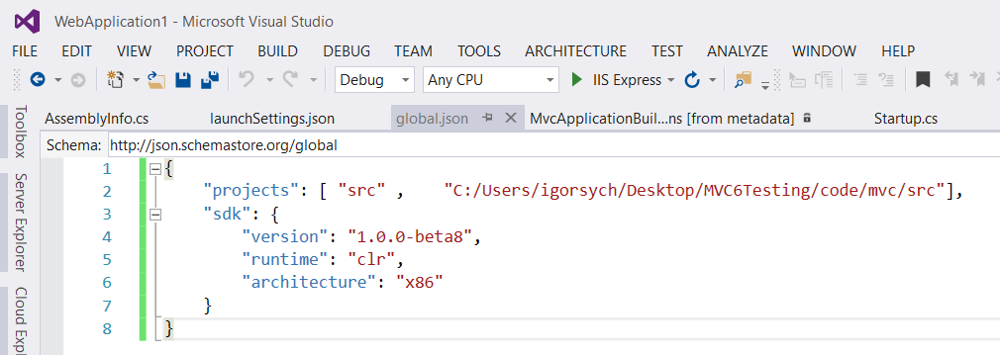 WebApplication1 - Microsoft Visual Studio
FILE EDIT VIEW PROJECT BUILD DEBUG TEAM TOOLS ARCHITECTURE TEST ANALYZE WINDOW HELP
Debug Any CPU IIS Express
AssemblyInfo.cs launchSettings.json global.json MvcApplicationBuil...ns [from metadata] Startup.cs
Schema: http://json.schemastore.org/global
Toolbox
Server Explorer
Cloud Expl
1 {
2 "projects": [ "src" , "C:/Users/igorsych/Desktop/MVC6Testing/code/mvc/src"],
3 "sdk": {
4 "version": "1.0.0-beta8",
5 "runtime": "clr",
6 "architecture": "x86"
7 }
8 }